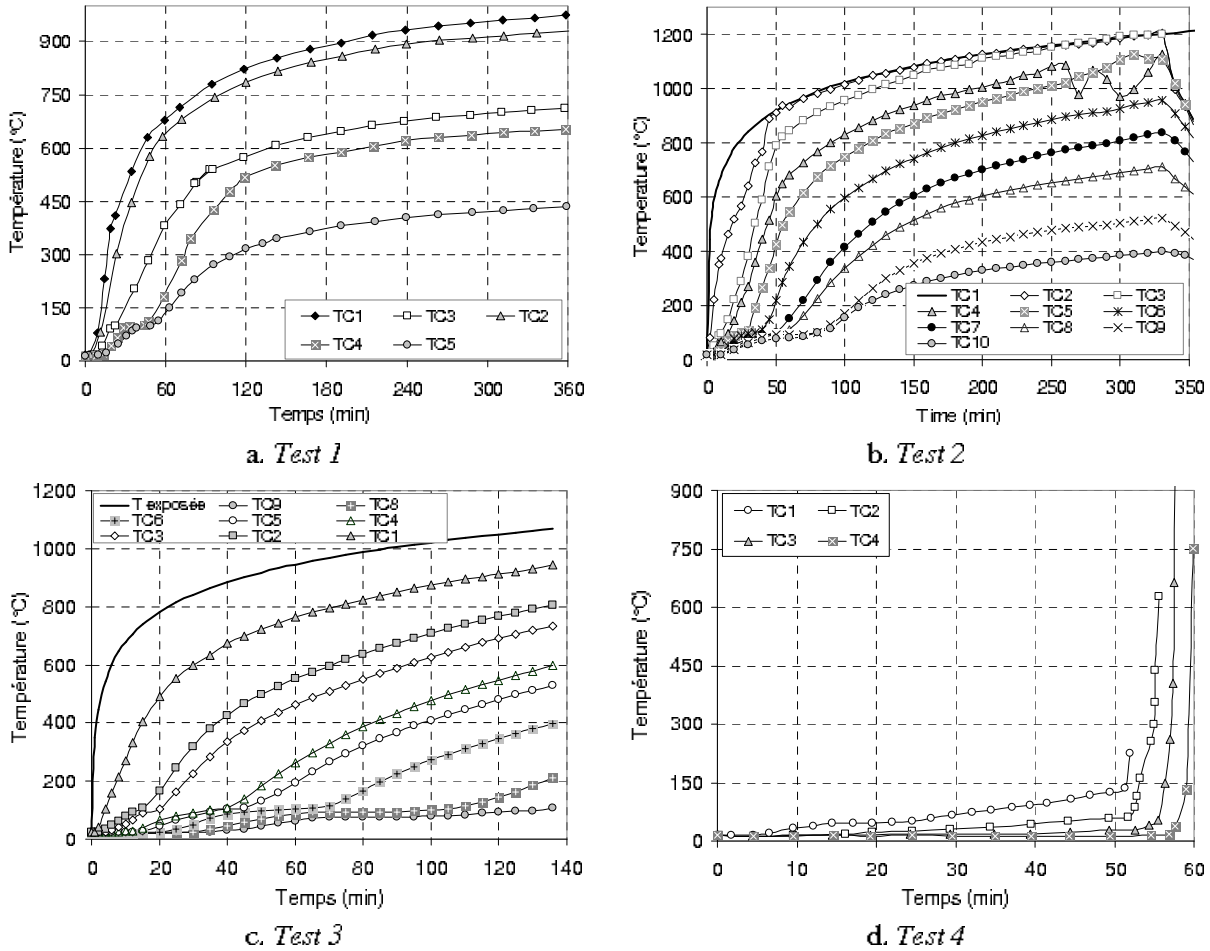 Température (°C)
900
750
600
450
300
150
0
TC1 TC3 TC2
TC4 TC5
0 60 120 180 240 300 360
Temps (min)
a. Test 1
Temperature (°C)
1200
1000
800
600
400
200
0
TC1 TC2 TC3
TC4 TC5 TC6
TC7 TC8 TC9
TC10
0 50 100 150 200 250 300 350
Time (min)
b. Test 2
Température (°C)
1200
1000
800
600
400
200
0
T exposée TC9 TC8
TC6 TC5 TC4
TC3 TC2 TC1
0 20 40 60 80 100 120 140
Temps (min)
c. Test 3
Température (°C)
900
750
600
450
300
150
0
TC1 TC2
TC3 TC4
0 10 20 30 40 50 60
Temps (min)
d. Test 4